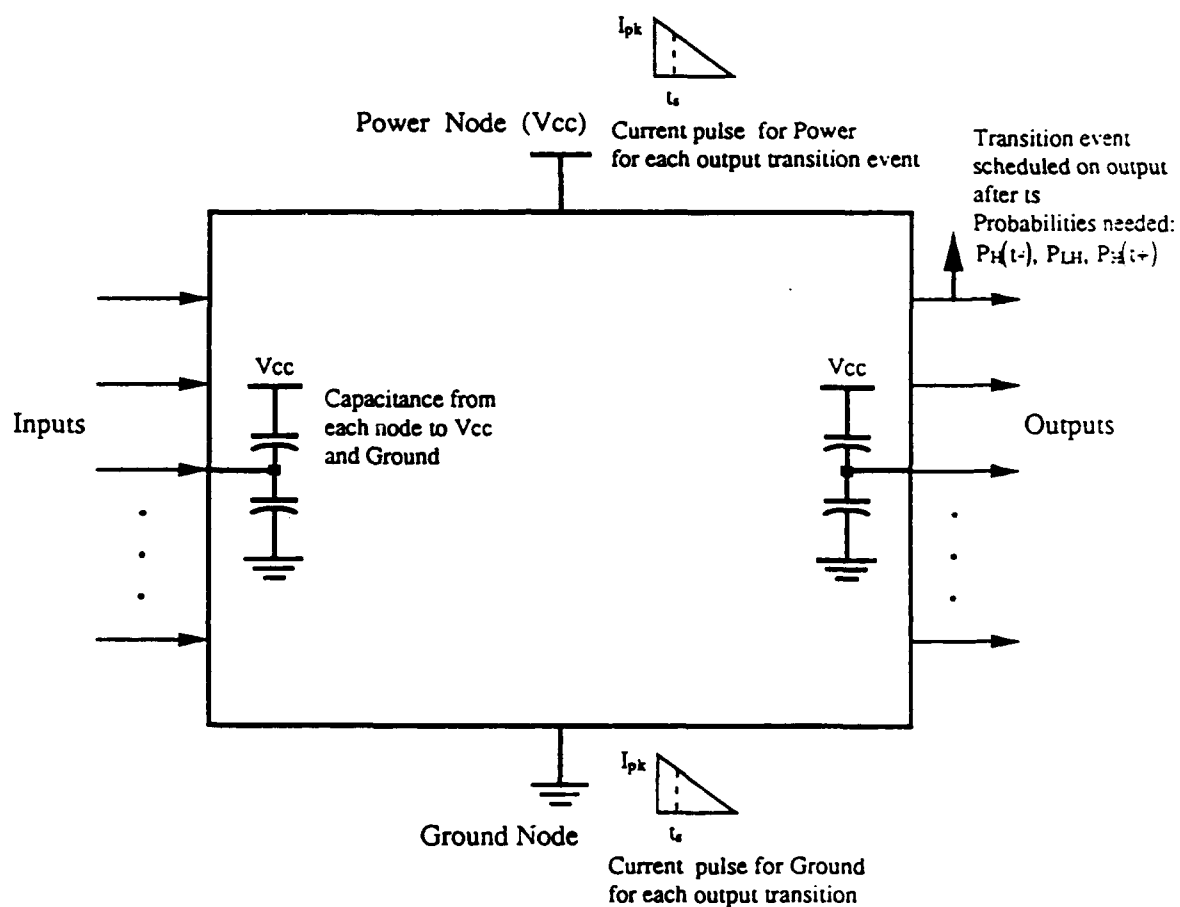 Ipk
ts
Power Node (Vcc)
Current pulse for Power
for each output transition event
Transition event
scheduled on output
after ts
Probabilities needed:
PH(t-), PLH, PH(t+)
Vcc
Capacitance from
each node to Vcc
and Ground
Inputs
Vcc
Outputs
Ipk
ts
Ground Node
Current pulse for Ground
for each output transition